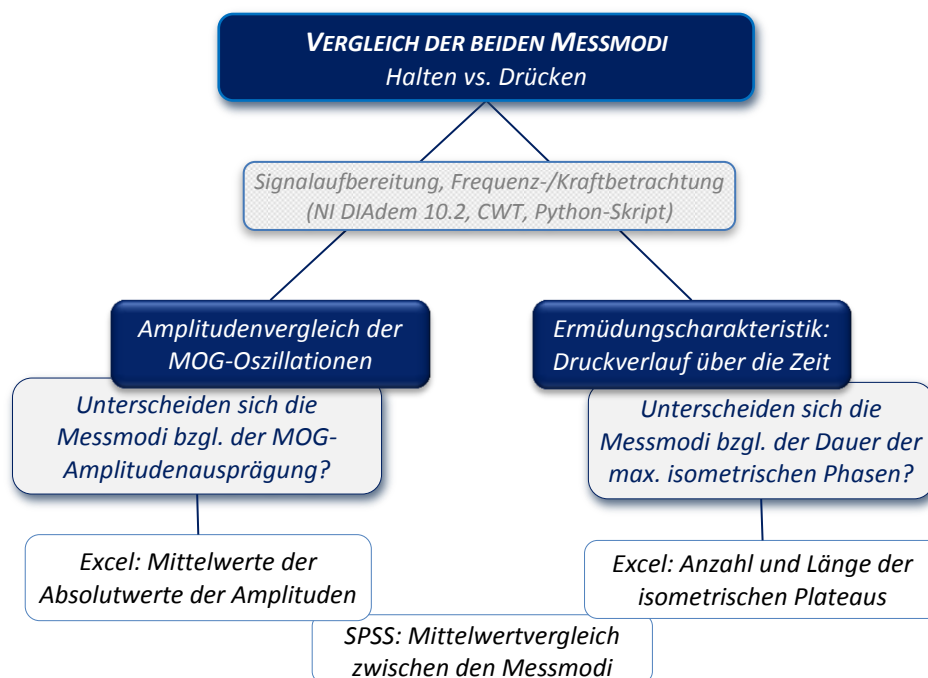 VERGLEICH DER BEIDEN MESSMODI
Halten vs. Drücken
Signalaufbereitung, Frequenz-/Kraftbetrachtung
(NI DIAdem 10.2, CWT, Python-Skript)
Amplitudenvergleich der
MOG-Oszillationen
Unterscheiden sich die
Messmodi bzgl. der MOG-
Amplitudenausprägung?
Excel: Mittelwerte der
Absolutwerte der Amplituden
Ermüdungscharakteristik:
Druckverlauf über die Zeit
Unterscheiden sich die
Messmodi bzgl. der Dauer der
max. isometrischen Phasen?
Excel: Anzahl und Länge der
isometrischen Plateaus
SPSS: Mittelwertvergleich
zwischen den Messmodi